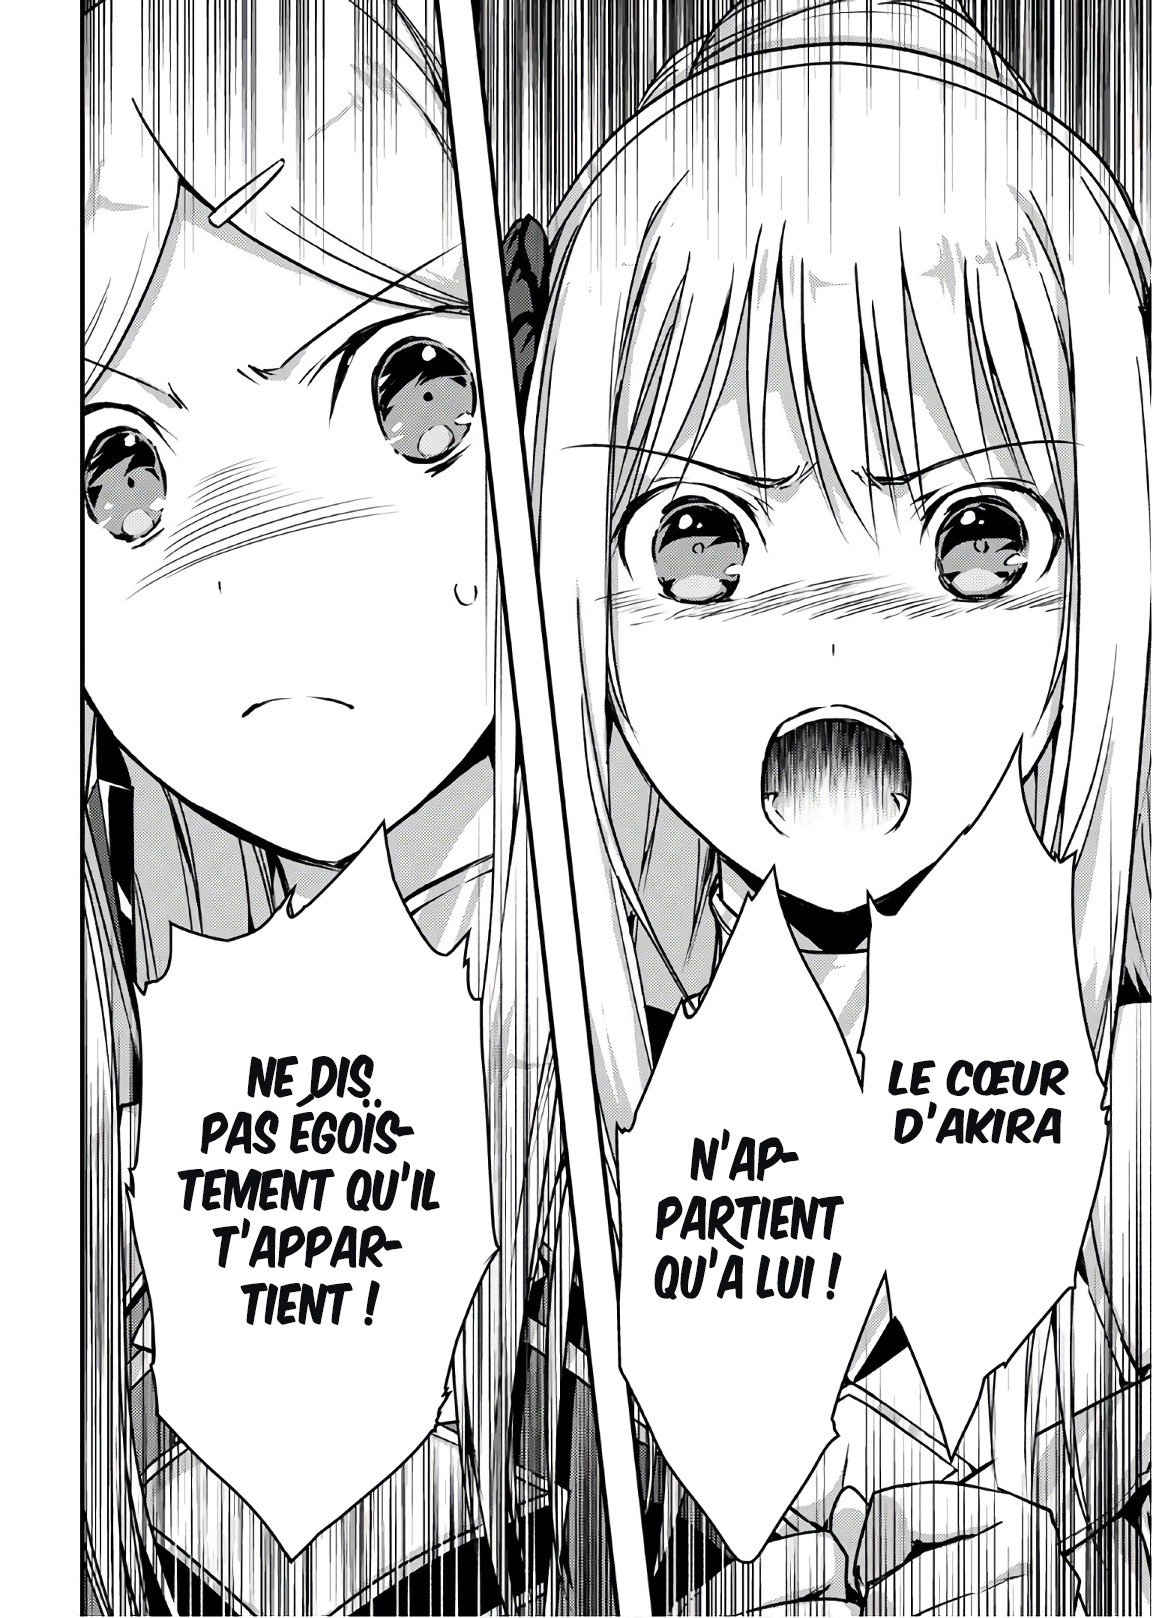 LE CŒUR
D'AKIRA
N'AP-
PARTIENT
QU'A LUI !
NE DIS
PAS ÉGOÏS-
TEMENT QU'IL
T'APPAR-
TIENT !